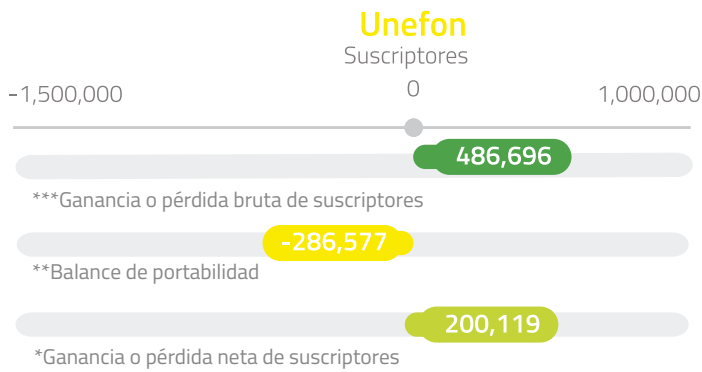 Unefon
Suscriptores
-1,500,000 0 1,000,000
486,696
***Ganancia o pérdida bruta de suscriptores
-286,577
**Balance de portabilidad
200,119
*Ganancia o pérdida neta de suscriptores